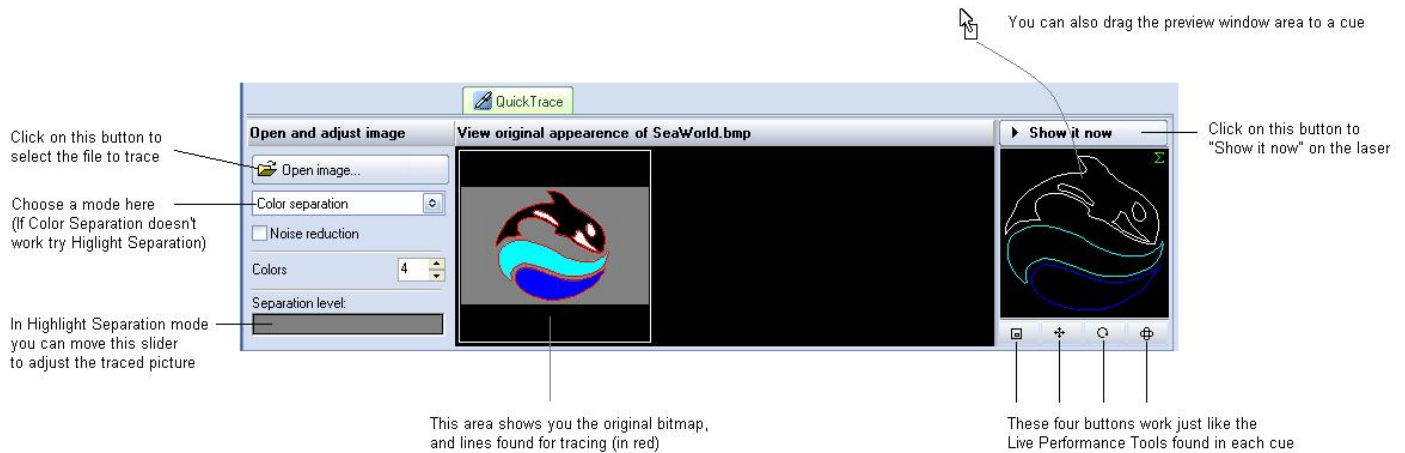 You can also drag the preview window area to a cue
QuickTrace
Click on this button to
select the file to trace
Open and adjust image
View original appearence of SeaWorld.bmp
Show it now
Click on this button to
"Show it now" on the laser
Open image...
Σ
Choose a mode here
(If Color Separation doesn't
work try Higlight Separation)
Color separation
Noise reduction
Colors
4
Separation level:
In Highlight Separation mode
you can move this slider
to adjust the traced picture
This area shows you the original bitmap,
and lines found for tracing (in red)
These four buttons work just like the
Live Performance Tools found in each cue